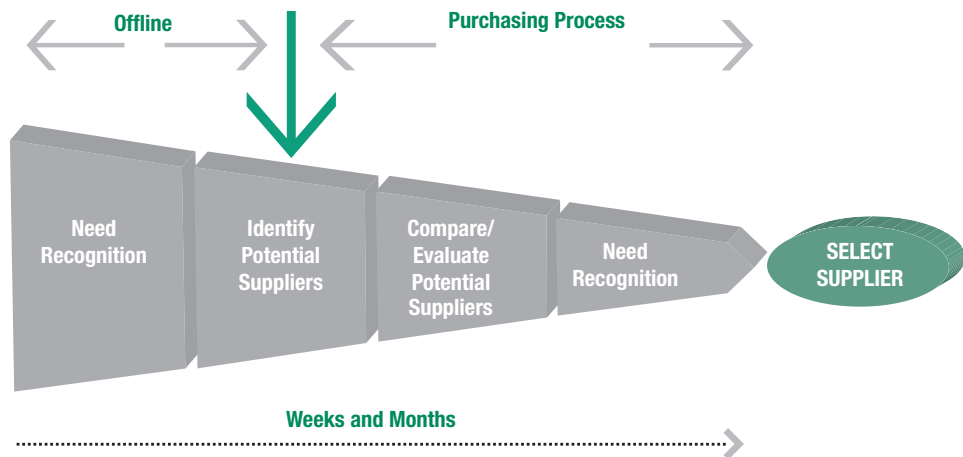 Offline
Purchasing Process
Need
Recognition
Identify
Potential
Suppliers
Compare/
Evaluate
Potential
Suppliers
Need
Recognition
SELECT
SUPPLIER
Weeks and Months